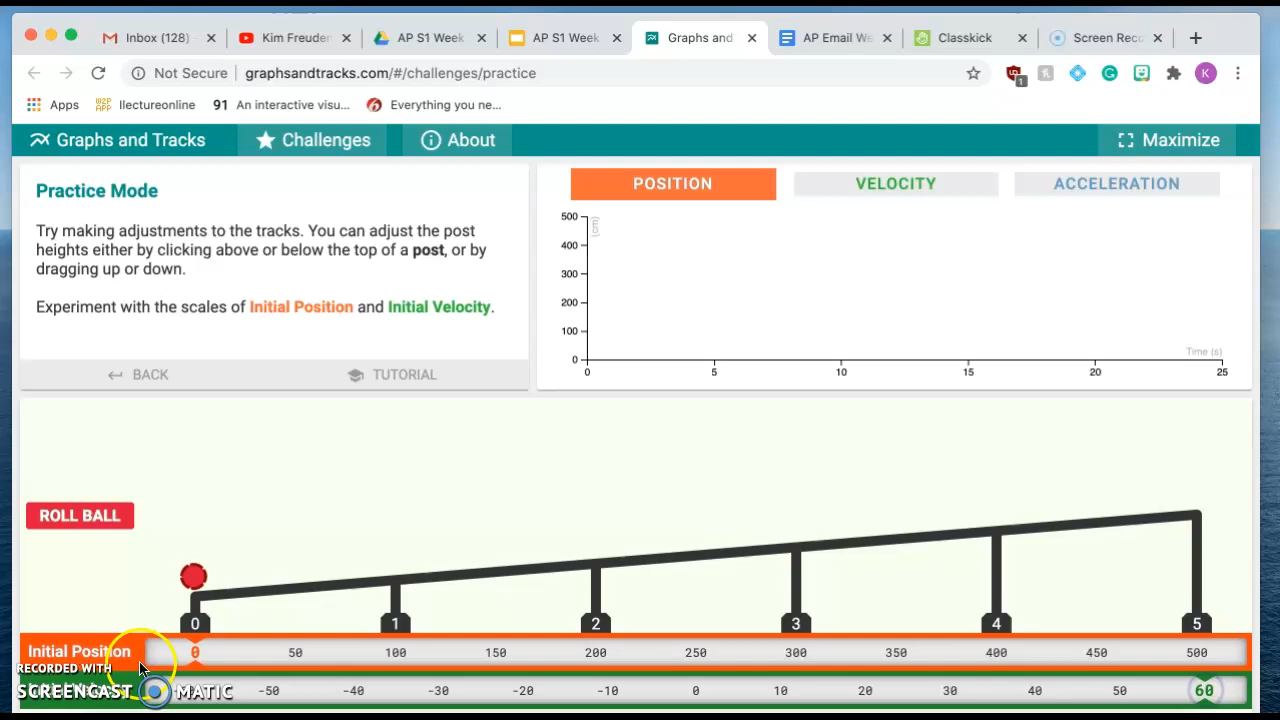 Inbox (128)
Kim Freuden
AP S1 Week
AP S1 Week
Graphs and
AP Email We
Classkick
Screen Rec
Not Secure
graphsandtracks.com/#/challenges/practice
1
K
Apps
W2P APP
Ilectureonline
91
An interactive visu...
Everything you ne...
Graphs and Tracks
Challenges
About
Maximize
Practice Mode
Try making adjustments to the tracks. You can adjust the post
heights either by clicking above or below the top of a post, or by
dragging up or down.
Experiment with the scales of Initial Position and Initial Velocity.
BACK
TUTORIAL
POSITION
VELOCITY
ACCELERATION
500
400
300
200
100
0
(cm)
Time (s)
0 5 10 15 20 25
ROLL BALL
0 1 2 3 4 5
Initial Position
0 50 100 150 200 250 300 350 400 450 500
RECORDED WITH
SCREENCAST MATIC
-50 -40 -30 -20 -10 0 10 20 30 40 50 60